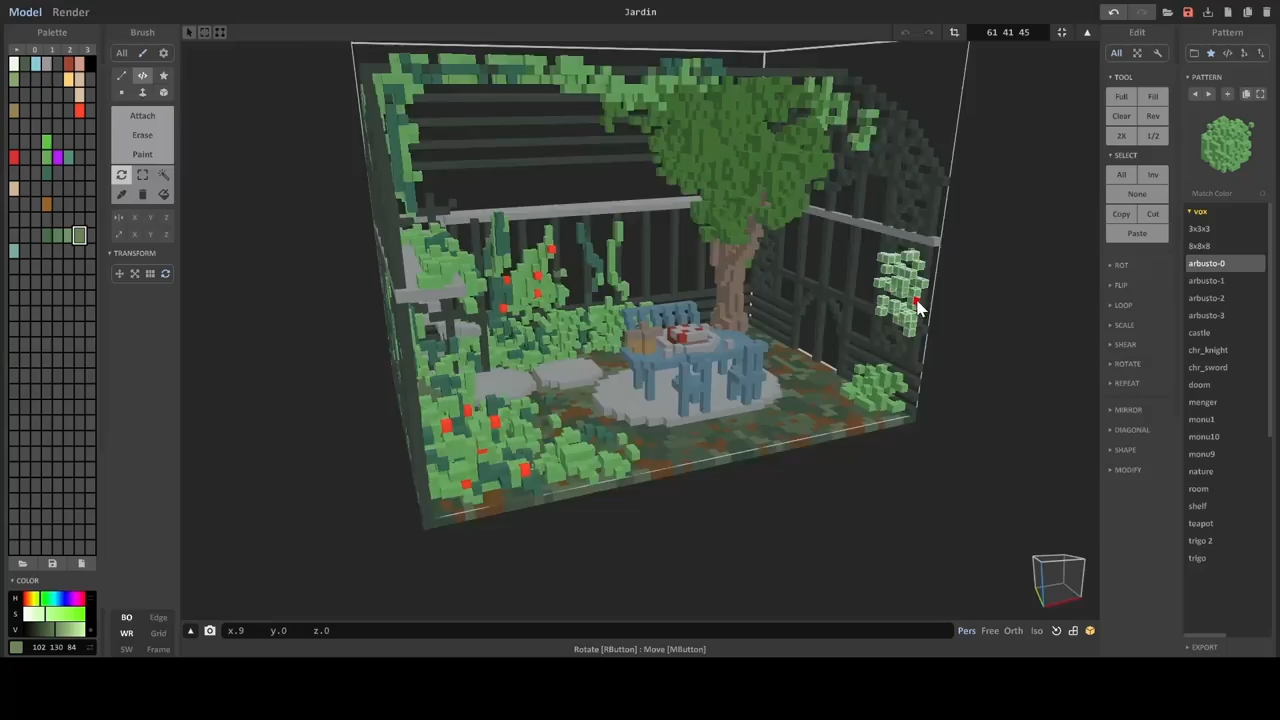 Model Render
Jardin
Palette
Brush
61 41 45
Edit
Pattern
0 1 2 3
All
All
TOOL
PATTERN
Full Fill
Attach
Clear Rev
Erase
2X 1/2
Paint
SELECT
All Inv
None
Match Color
Copy Cut
vox
X Y Z
3x3x3
Paste
X Y Z
8x8x8
TRANSFORM
arbusto-0
ROT
arbusto-1
FLIP
arbusto-2
LOOP
arbusto-3
SCALE
castle
SHEAR
chr_knight
ROTATE
chr_sword
REPEAT
doom
menger
MIRROR
monu1
DIAGONAL
monu10
SHAPE
monu9
MODIFY
nature
room
shelf
teapot
trigo 2
trigo
COLOR
H
S
V
BO Edge
WR Grid
SW Frame
x.9 y.0 z.0
Pers Free Orth Iso
102 130 84
EXPORT
Rotate [RButton] : Move [MButton]